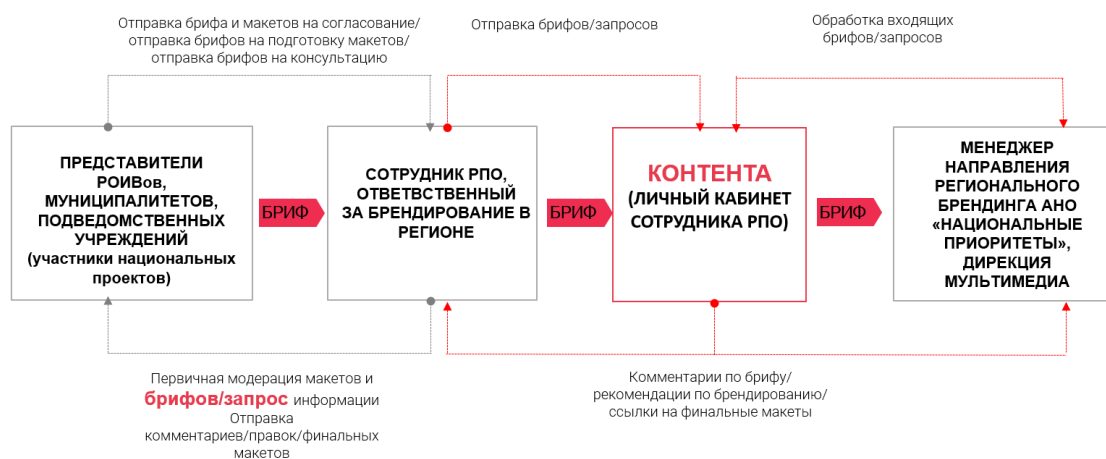 Отправка брифа и макетов на согласование/
отправка брифов на подготовку макетов/
отправка брифов на консультацию
Отправка брифов/запросов
Обработка входящих
брифов/запросов
ПРЕДСТАВИТЕЛИ
РОИВов,
МУНИЦИПАЛИТЕТОВ,
ПОДВЕДОМСТВЕННЫХ
УЧРЕЖДЕНИЙ
(участники национальных
проектов)
БРИФ
СОТРУДНИК РПО,
ОТВЕТВСТВЕННЫЙ
ЗА БРЕНДИРОВАНИЕ В
РЕГИОНЕ
БРИФ
КОНТЕНТА
(ЛИЧНЫЙ КАБИНЕТ
СОТРУДНИКА РПО)
БРИФ
МЕНЕДЖЕР
НАПРАВЛЕНИЯ
РЕГИОНАЛЬНОГО
БРЕНДИНГА АНО
«НАЦИОНАЛЬНЫЕ
ПРИОРИТЕТЫ»,
ДИРЕКЦИЯ
МУЛЬТИМЕДИА
Первичная модерация макетов и
брифов/запрос информации
Отправка
комментариев/правок/финальных
макетов
Комментарии по брифу/
рекомендации по брендированию/
ссылки на финальные макеты